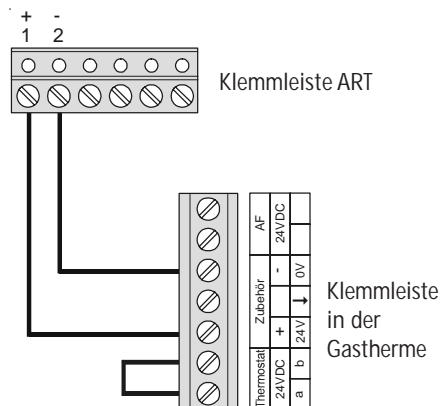 + -
1 2
Klemmleiste ART
AF
24VDC
Zubehör
- 0V
↓
+ 24V
Thermostat
24VDC
b
a
Klemmleiste
in der
Gastherme